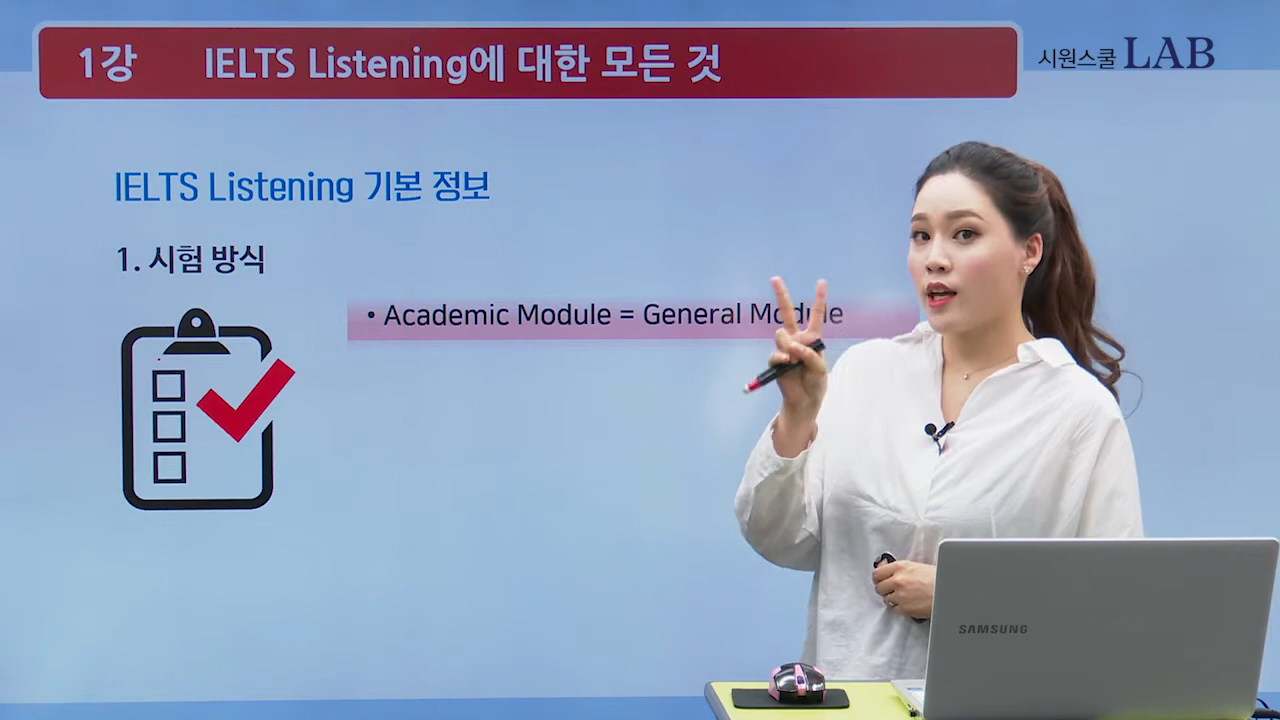 1강 IELTS Listening에 대한 모든 것
시원스쿨 LAB
IELTS Listening 기본 정보
1. 시험 방식
• Academic Module = General Module
SAMSUNG